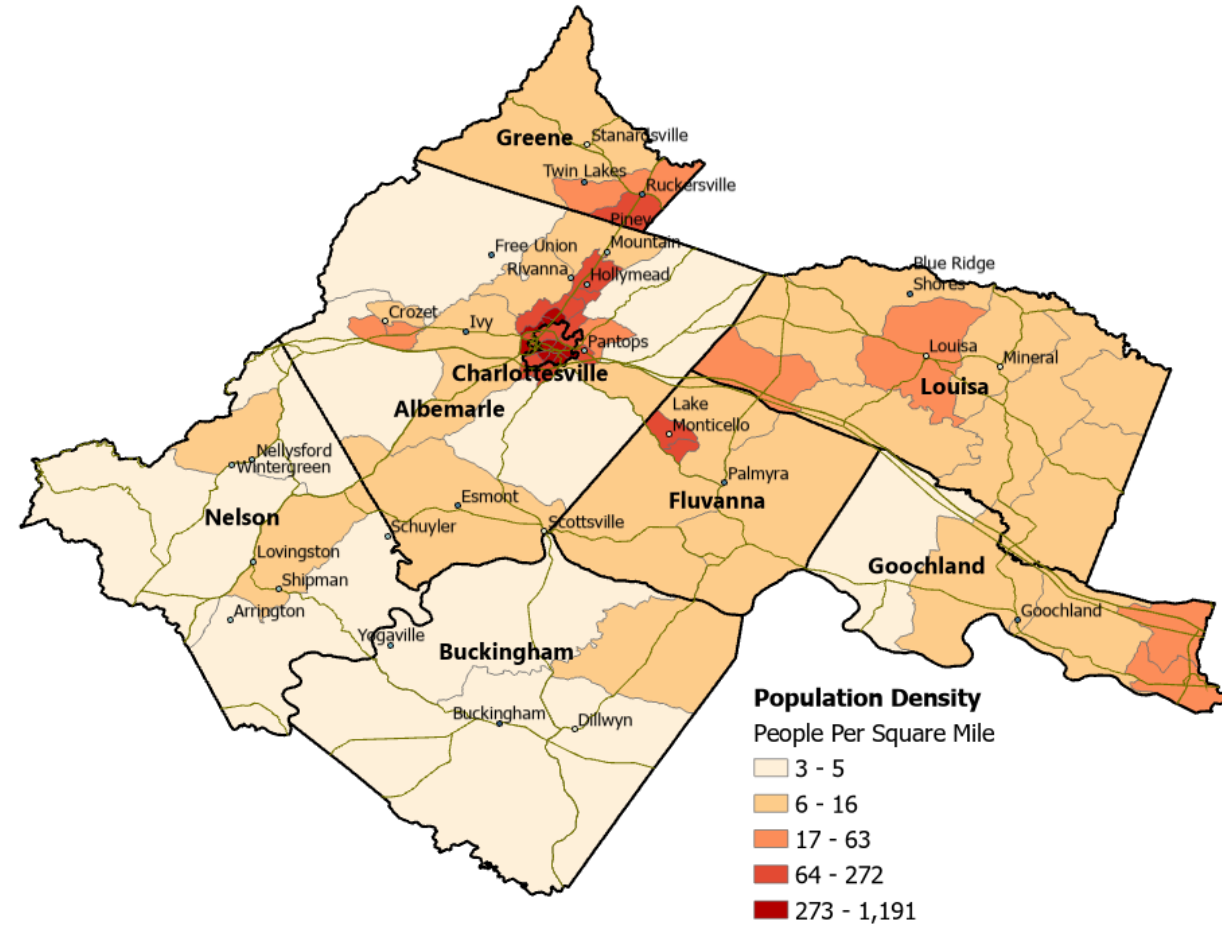 Greene
Stanardsville
Twin Lakes
Ruckersville
Piney
Mountain
Free Union
Rivanna
Hollymead
Blue Ridge
Shores
Crozet
Ivy
Pantops
Louisa
Mineral
Charlottesville
Louisa
Albemarle
Lake
Monticello
Nellysford
Wintergreen
Palmyra
Esmont
Fluvanna
Nelson
Schuyler
Scottsville
Lovingston
Goochland
Shipman
Arrington
Goochland
Yogaville
Buckingham
Buckingham
Dillwyn
Population Density
People Per Square Mile
3 - 5
6 - 16
17 - 63
64 - 272
273 - 1,191